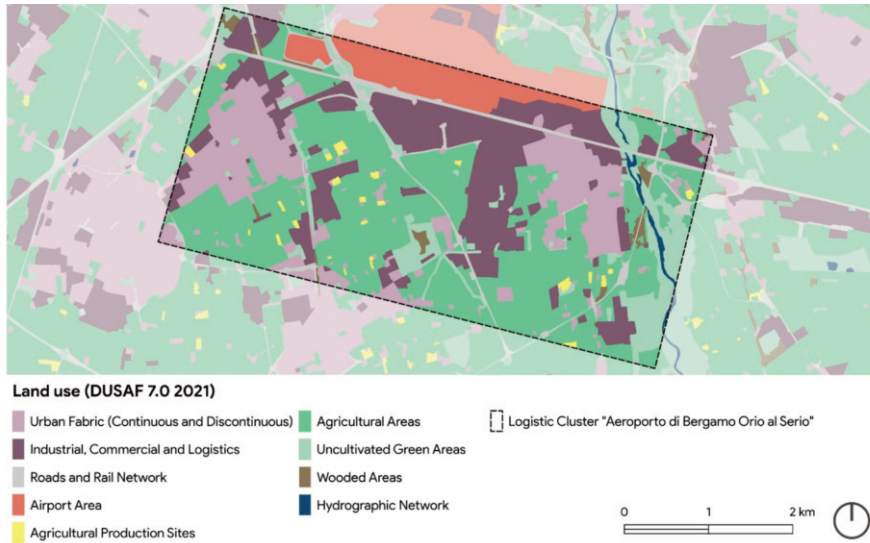 Land use (DUSAF 7.0 2021)
Urban Fabric (Continuous and Discontinuous)
Industrial, Commercial and Logistics
Roads and Rail Network
Airport Area
Agricultural Production Sites
Agricultural Areas
Uncultivated Green Areas
Wooded Areas
Hydrographic Network
Logistic Cluster "Aeroporto di Bergamo Orio al Serio"
0 1 2 km